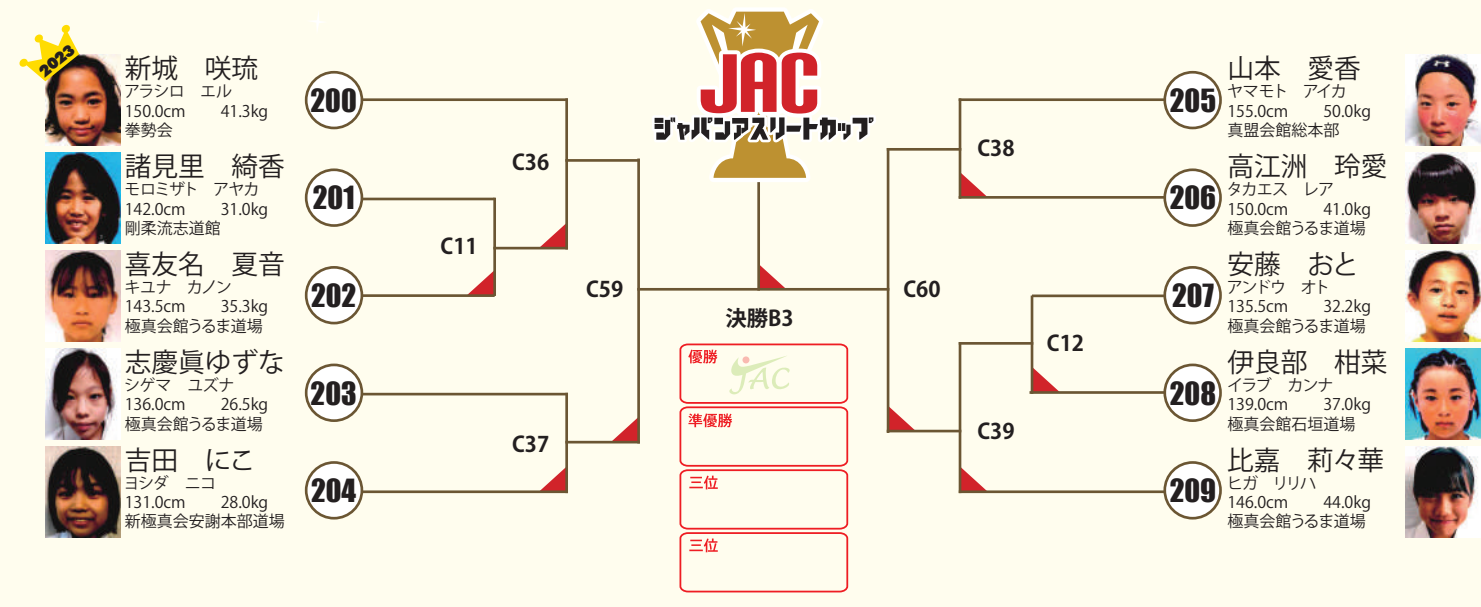 JAC
ジャパンアスリートカップ
2023
新城　咲琉
アラシロ　エル
150.0cm 41.3kg
拳勢会
200
諸見里　綺香
モロミザト　アヤカ
142.0cm 31.0kg
剛柔流志道館
201
喜友名　夏音
キユナ　カノン
143.5cm 35.3kg
極真会館うるま道場
202
志慶眞ゆずな
シゲマ　ユズナ
136.0cm 26.5kg
極真会館うるま道場
203
吉田　にこ
ヨシダ　ニコ
131.0cm 28.0kg
新極真会安謝本部道場
204
C36
C11
C59
C37
決勝B3
優勝
JAC
準優勝
三位
三位
C38
C60
C12
C39
205
山本　愛香
ヤマモト　アイカ
155.0cm 50.0kg
真盟会館総本部
206
高江洲　玲愛
タカエス　レア
150.0cm 41.0kg
極真会館うるま道場
207
安藤　おと
アンドウ　オト
135.5cm 32.2kg
極真会館うるま道場
208
伊良部　柑菜
イラブ　カンナ
139.0cm 37.0kg
極真会館石垣道場
209
比嘉　莉々華
ヒガ　リリハ
146.0cm 44.0kg
極真会館うるま道場